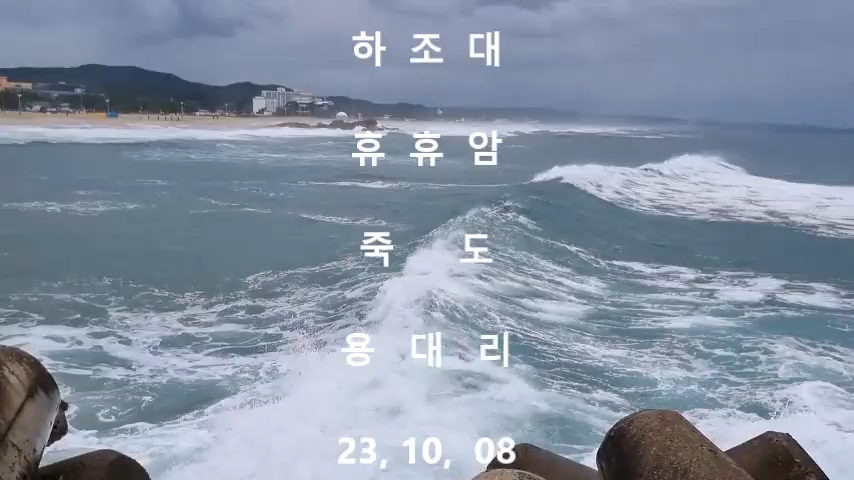 하 조 대
휴 휴 암
죽 도
용 대 리
23, 10, 08